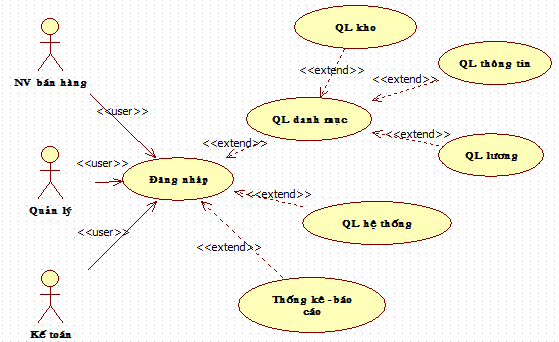 QL kho
<<extend>>
QL thông tin
<<extend>>
NV bán hàng
<<user>>
QL danh mục
<<extend>>
QL lương
<<extend>>
<<user>>
Đăng nhập
Quản lý
<<extend>>
QL hệ thống
<<user>>
<<extend>>
Thống kê - báo
cáo
Kế toán